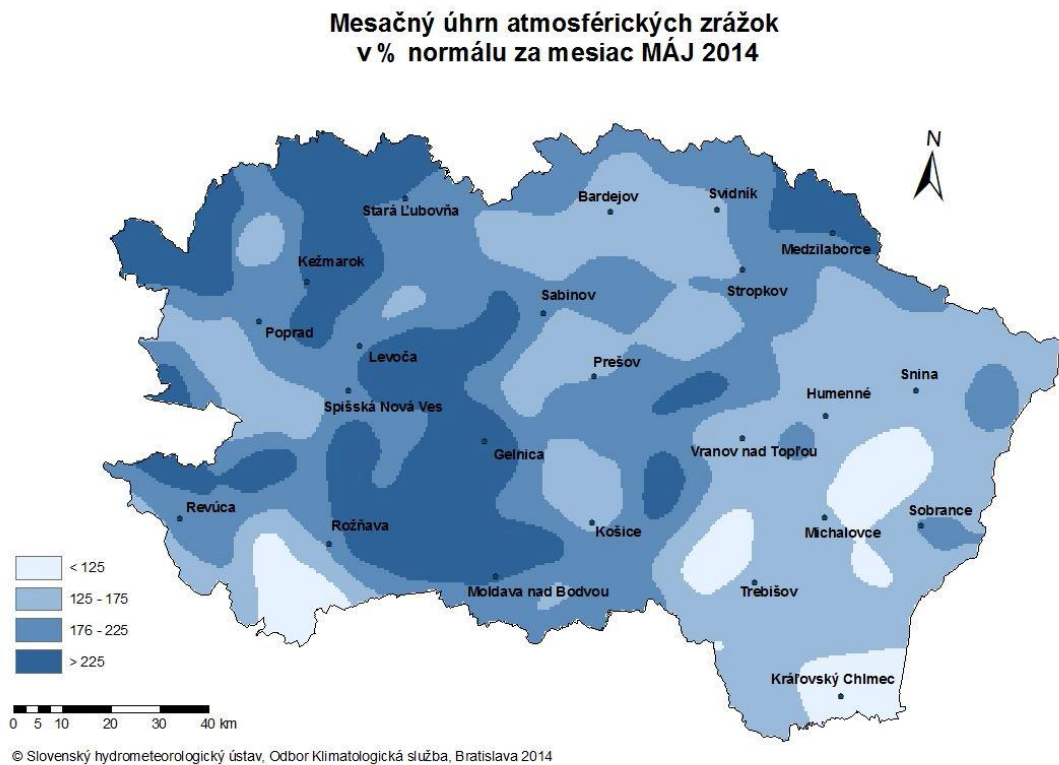 Mesačný úhrn atmosférických zrážok
v % normálu za mesiac MÁJ 2014
N
Stará Ľubovňa
Bardejov
Svidník
Medzilaborce
Kežmarok
Sabinov
Stropkov
Poprad
Levoča
Prešov
Snina
Humenné
Spišská Nová Ves
Gelnica
Vranov nad Topľou
Revúca
Rožňava
Košice
Michalovce
Sobrance
Moldava nad Bodvou
Trebišov
Kráľovský Chlmec
< 125
125 - 175
176 - 225
> 225
0 5 10 20 30 40 km
© Slovenský hydrometeorologický ústav, Odbor Klimatologická služba, Bratislava 2014